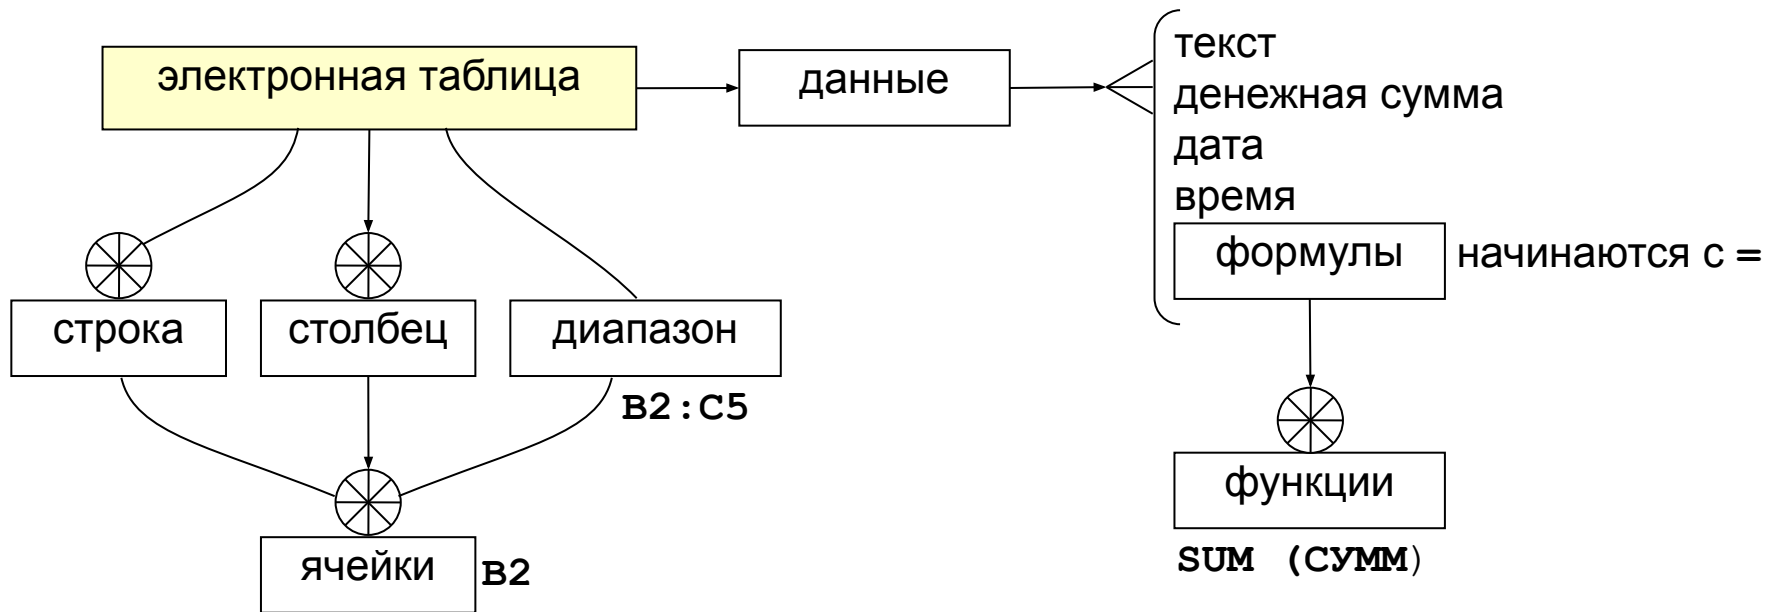 электронная таблица
данные
текст
денежная сумма
дата
время
формулы
начинаются с =
строка
столбец
диапазон
B2:C5
функции
SUM (СУММ)
ячейки
B2